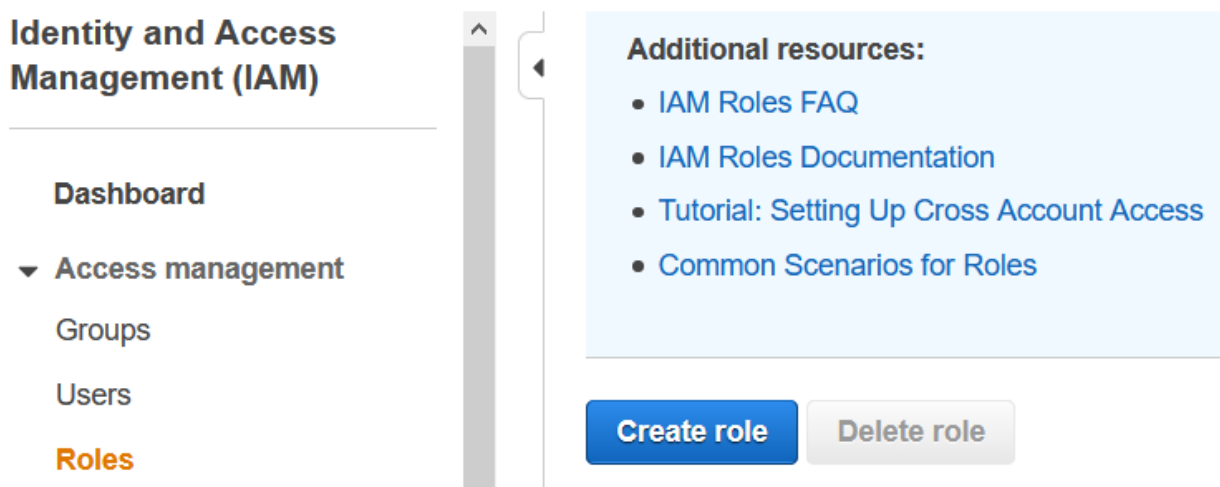 Identity and Access
Management (IAM)
Dashboard
Access management
Groups
Users
Roles
Additional resources:
IAM Roles FAQ
IAM Roles Documentation
Tutorial: Setting Up Cross Account Access
Common Scenarios for Roles
Create role
Delete role